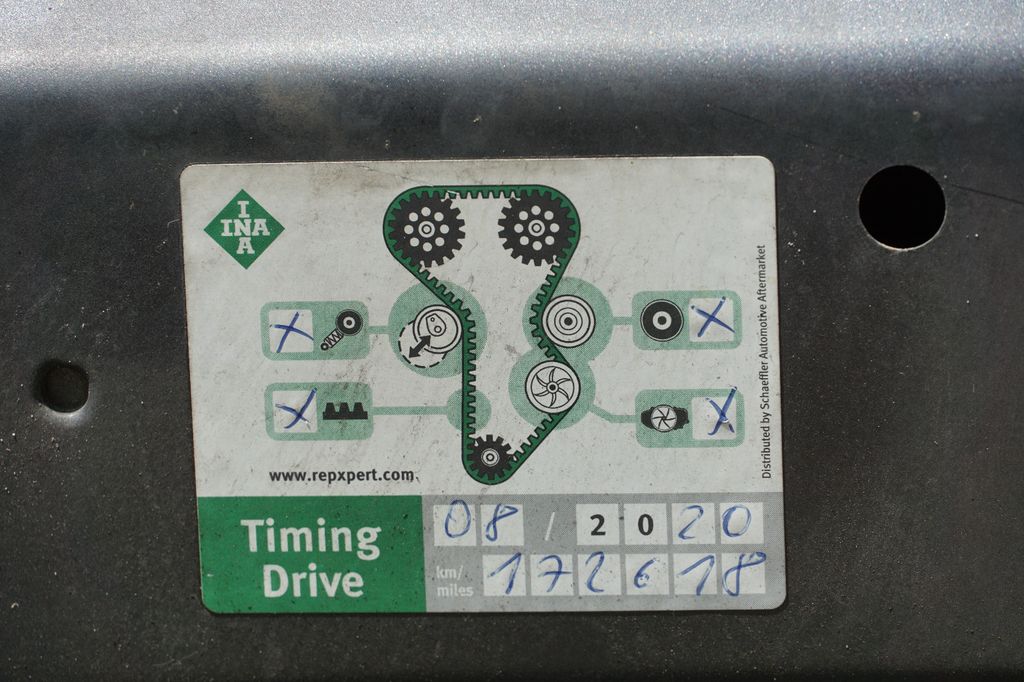 I
INA
A
Distributed by Schaeffler Automotive Aftermarket
X
X
X
X
www.repxpert.com
Timing
Drive
08 / 2020
km/
miles
172618